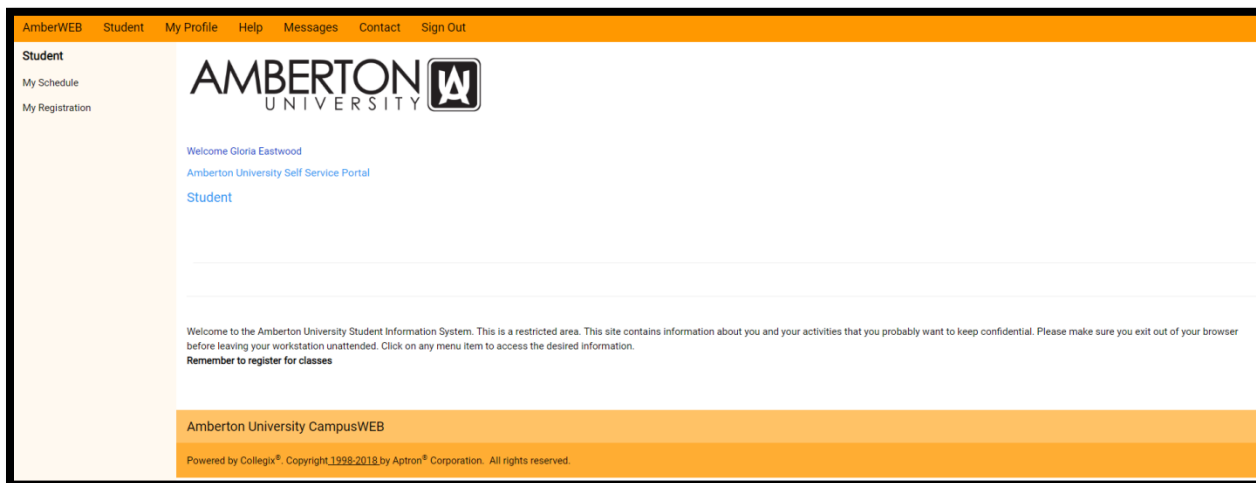 AmberWEB Student My Profile Help Messages Contact Sign Out
Student
My Schedule
My Registration
AMBERTON
UNIVERSITY
Welcome Gloria Eastwood
Amberton University Self Service Portal
Student
Welcome to the Amberton University Student Information System. This is a restricted area. This site contains information about you and your activities that you probably want to keep confidential. Please make sure you exit out of your browser
before leaving your workstation unattended. Click on any menu item to access the desired information.
Remember to register for classes
Amberton University CampusWEB
Powered by Collegix®. Copyright 1998-2018 by Aptron® Corporation. All rights reserved.